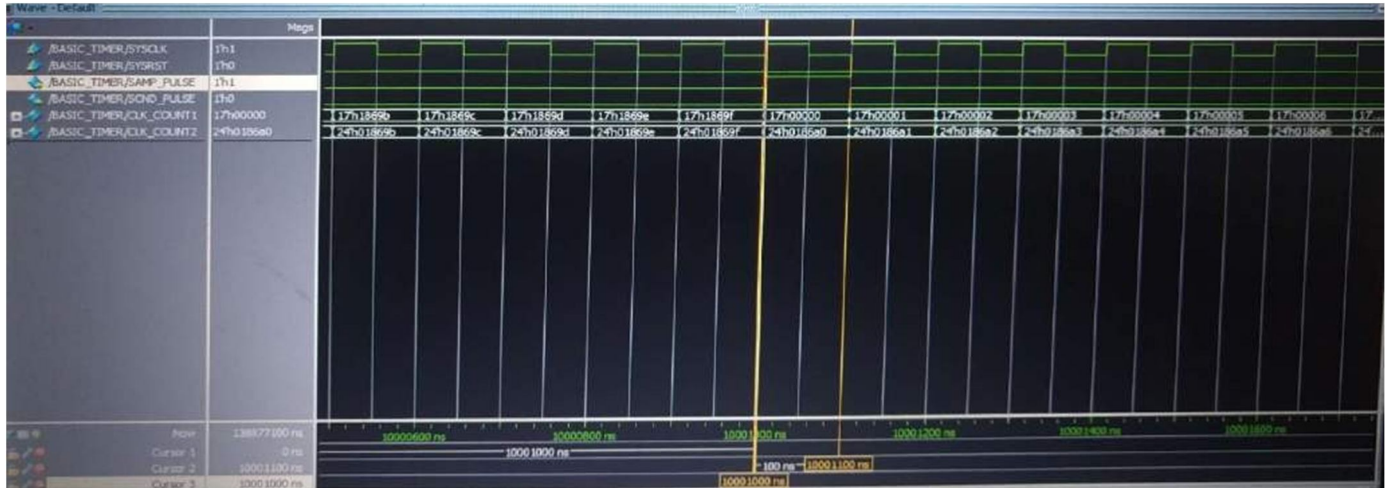 Wave - Default
Msgs
/BASIC_TIMER/SYSCLK 1'h1
/BASIC_TIMER/SYSRST 1'h0
/BASIC_TIMER/SAMP_PULSE 1'h1
/BASIC_TIMER/SCND_PULSE 1'h0
/BASIC_TIMER/CLK_COUNT1 17'h00000 17'h1869b 17'h1869c 17'h1869d 17'h1869e 17'h1869f 17'h00000 17'h00001 17'h00002 17'h00003 17'h00004 17'h00005 17'h00006 17...
/BASIC_TIMER/CLK_COUNT2 24'h0186a0 24'h01869b 24'h01869c 24'h01869d 24'h01869e 24'h01869f 24'h0186a0 24'h0186a1 24'h0186a2 24'h0186a3 24'h0186a4 24'h0186a5 24'h0186a6 24'...
Now 10000600 ns 10000800 ns 10001200 ns 10001400 ns 10001600 ns
Cursor 1 0 ns 10001000 ns
Cursor 2 10001100 ns 100 ns 10001100 ns
Cursor 3 10001000 ns 10001000 ns